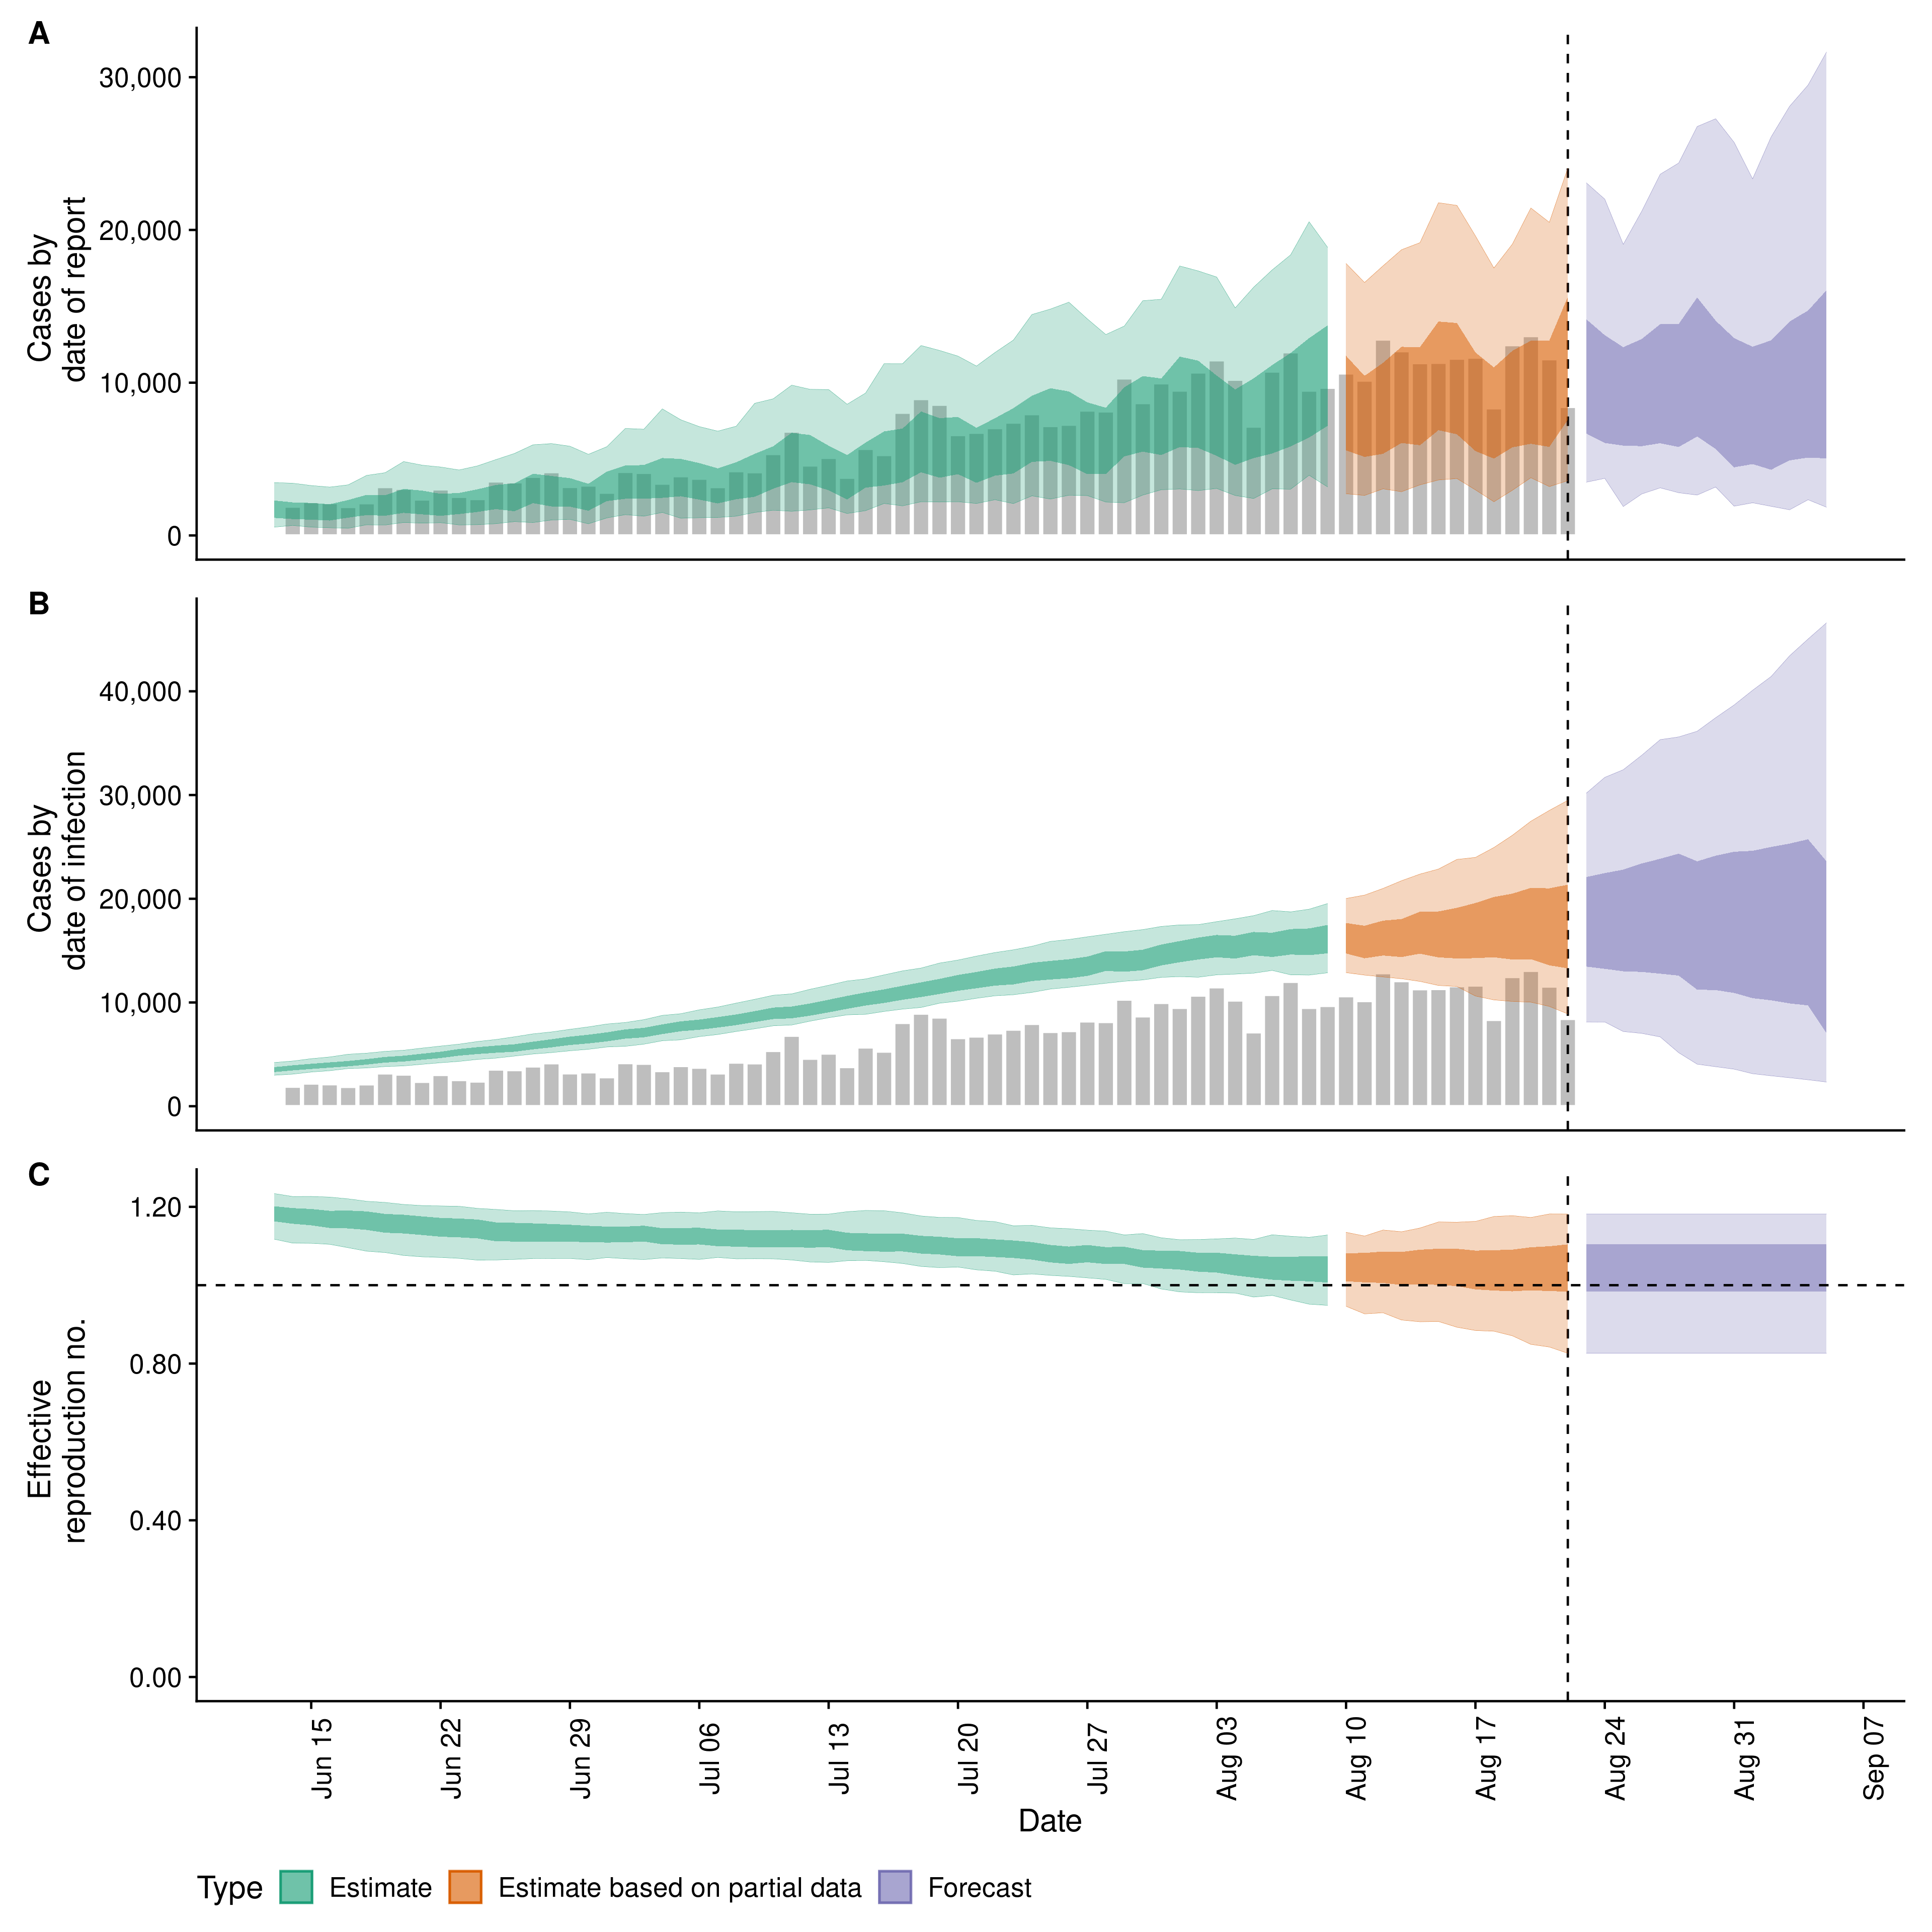 A
30,000
20,000
10,000
0
Cases by
date of report
B
40,000
30,000
20,000
10,000
0
Cases by
date of infection
C
1.20
0.80
0.40
0.00
Effective
reproduction no.
Jun 15
Jun 22
Jun 29
Jul 06
Jul 13
Jul 20
Jul 27
Aug 03
Aug 10
Aug 17
Aug 24
Aug 31
Sep 07
Date
Type Estimate Estimate based on partial data Forecast